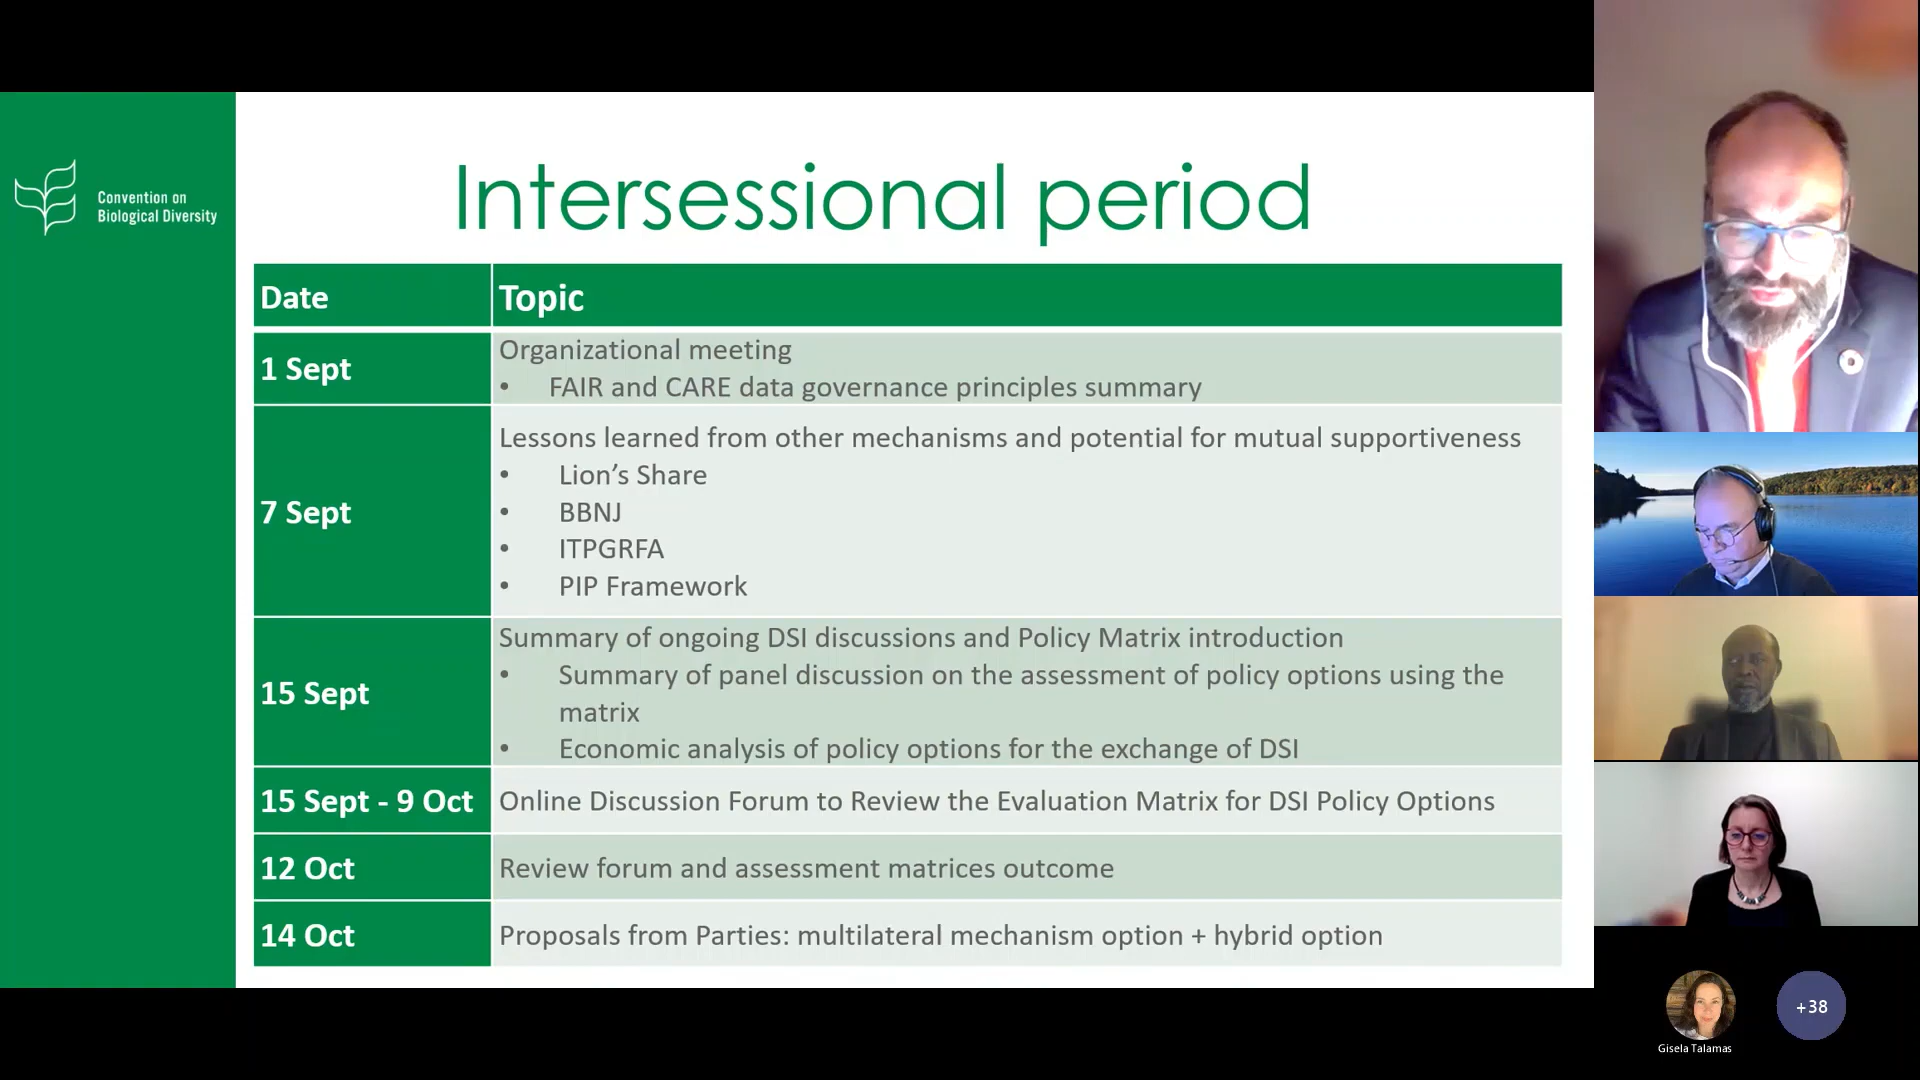 Convention on
Biological Diversity
Intersessional period
Date
Topic
1 Sept
Organizational meeting
• FAIR and CARE data governance principles summary
7 Sept
Lessons learned from other mechanisms and potential for mutual supportiveness
• Lion’s Share
• BBNJ
• ITPGRFA
• PIP Framework
15 Sept
Summary of ongoing DSI discussions and Policy Matrix introduction
• Summary of panel discussion on the assessment of policy options using the
matrix
• Economic analysis of policy options for the exchange of DSI
15 Sept - 9 Oct
Online Discussion Forum to Review the Evaluation Matrix for DSI Policy Options
12 Oct
Review forum and assessment matrices outcome
14 Oct
Proposals from Parties: multilateral mechanism option + hybrid option
+38
Gisela Talamas